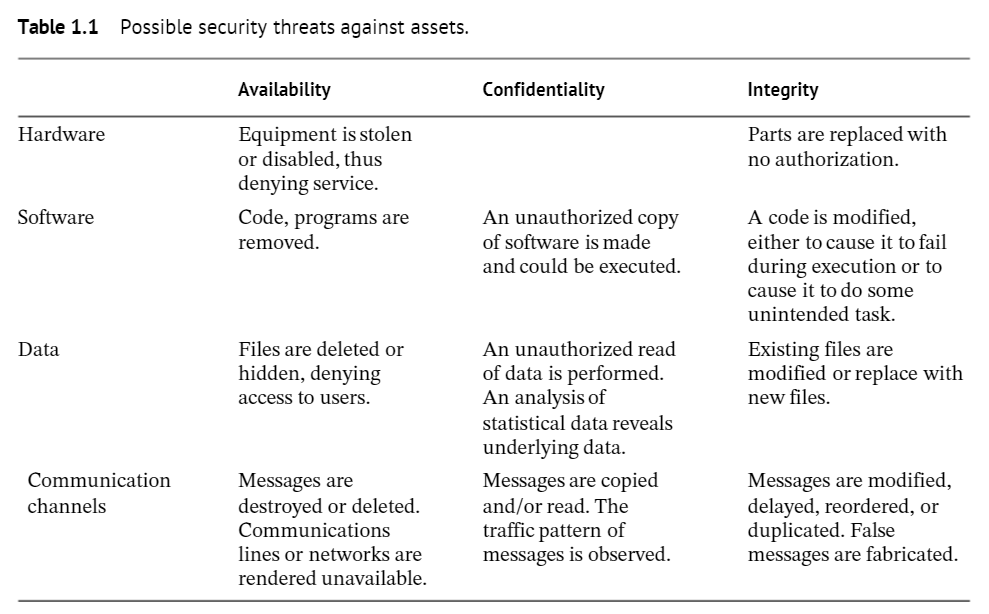 Table 1.1 Possible security threats against assets.
Availability Confidentiality Integrity
Hardware
Equipment is stolen
or disabled, thus
denying service.
Parts are replaced with
no authorization.
Software
Code, programs are
removed.
An unauthorized copy
of software is made
and could be executed.
A code is modified,
either to cause it to fail
during execution or to
cause it to do some
unintended task.
Data
Files are deleted or
hidden, denying
access to users.
An unauthorized read
of data is performed.
An analysis of
statistical data reveals
underlying data.
Existing files are
modified or replace with
new files.
Communication
channels
Messages are
destroyed or deleted.
Communications
lines or networks are
rendered unavailable.
Messages are copied
and/or read. The
traffic pattern of
messages is observed.
Messages are modified,
delayed, reordered, or
duplicated. False
messages are fabricated.